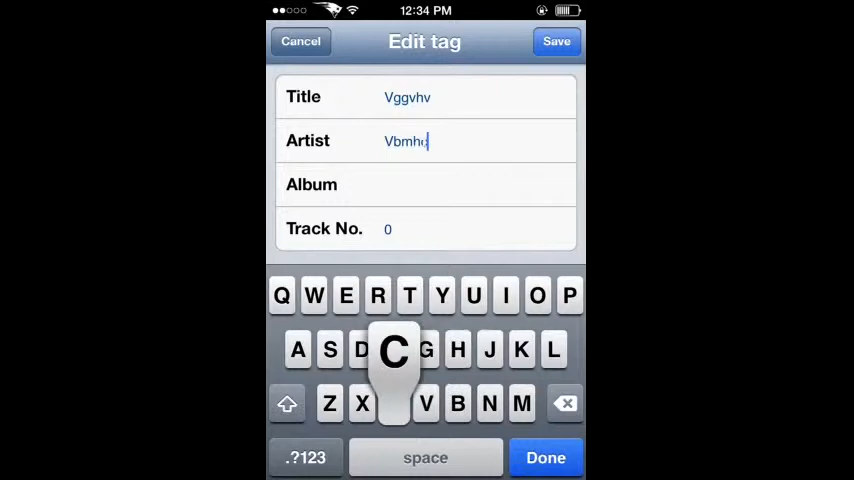 12:34 PM
Cancel Edit tag Save
Title Vggvhv
Artist
Album
Track No. 0
Q W E R T Y U I O P
A S D C G H J K L
Z X V B N M
.?123 space Done